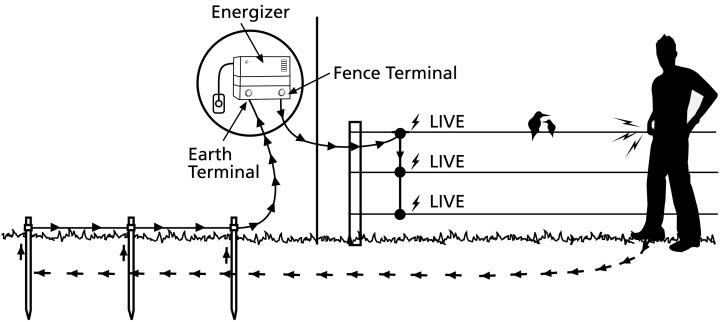 Energizer
Fence Terminal
Earth
Terminal
LIVE
LIVE
LIVE